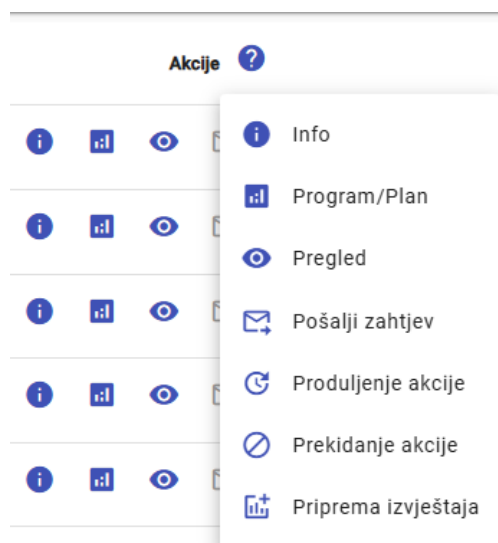 Akcije
Info
Program/Plan
Pregled
Pošalji zahtjev
Produljenje akcije
Prekidanje akcije
Priprema izvještaja